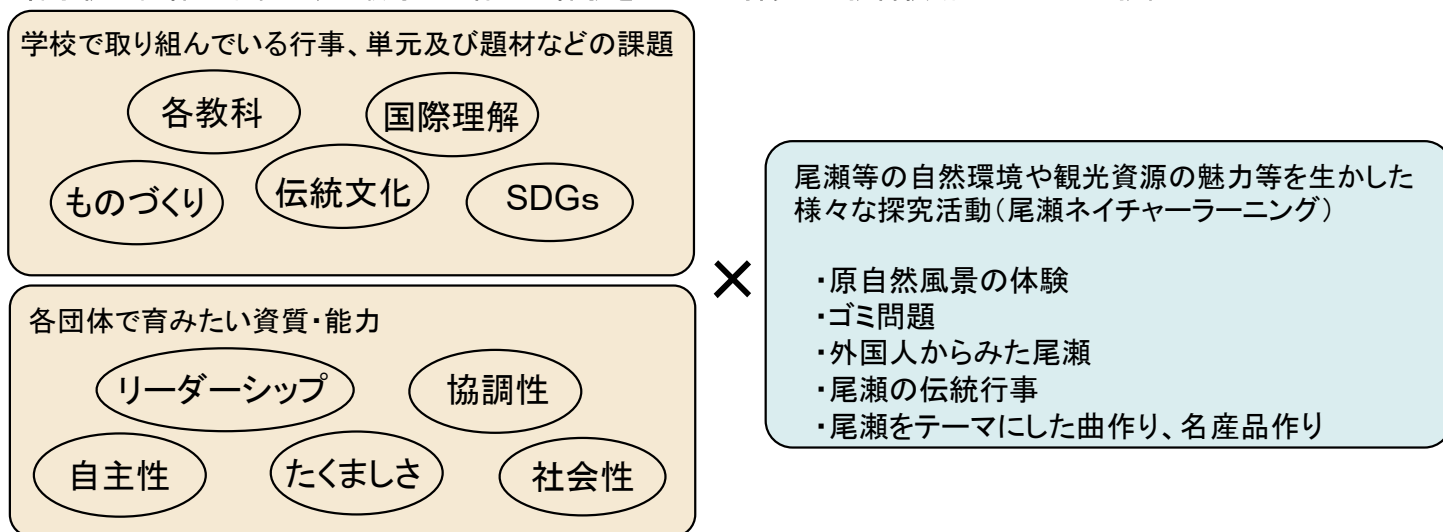 学校で取り組んでいる行事、単元及び題材などの課題
各教科
国際理解
ものづくり
伝統文化
SDGs
各団体で育みたい資質・能力
リーダーシップ
協調性
自主性
たくましさ
社会性
×
尾瀬等の自然環境や観光資源の魅力等を生かした
様々な探究活動（尾瀬ネイチャーラーニング）
・原自然風景の体験
・ゴミ問題
・外国人からみた尾瀬
・尾瀬の伝統行事
・尾瀬をテーマにした曲作り、名産品作り